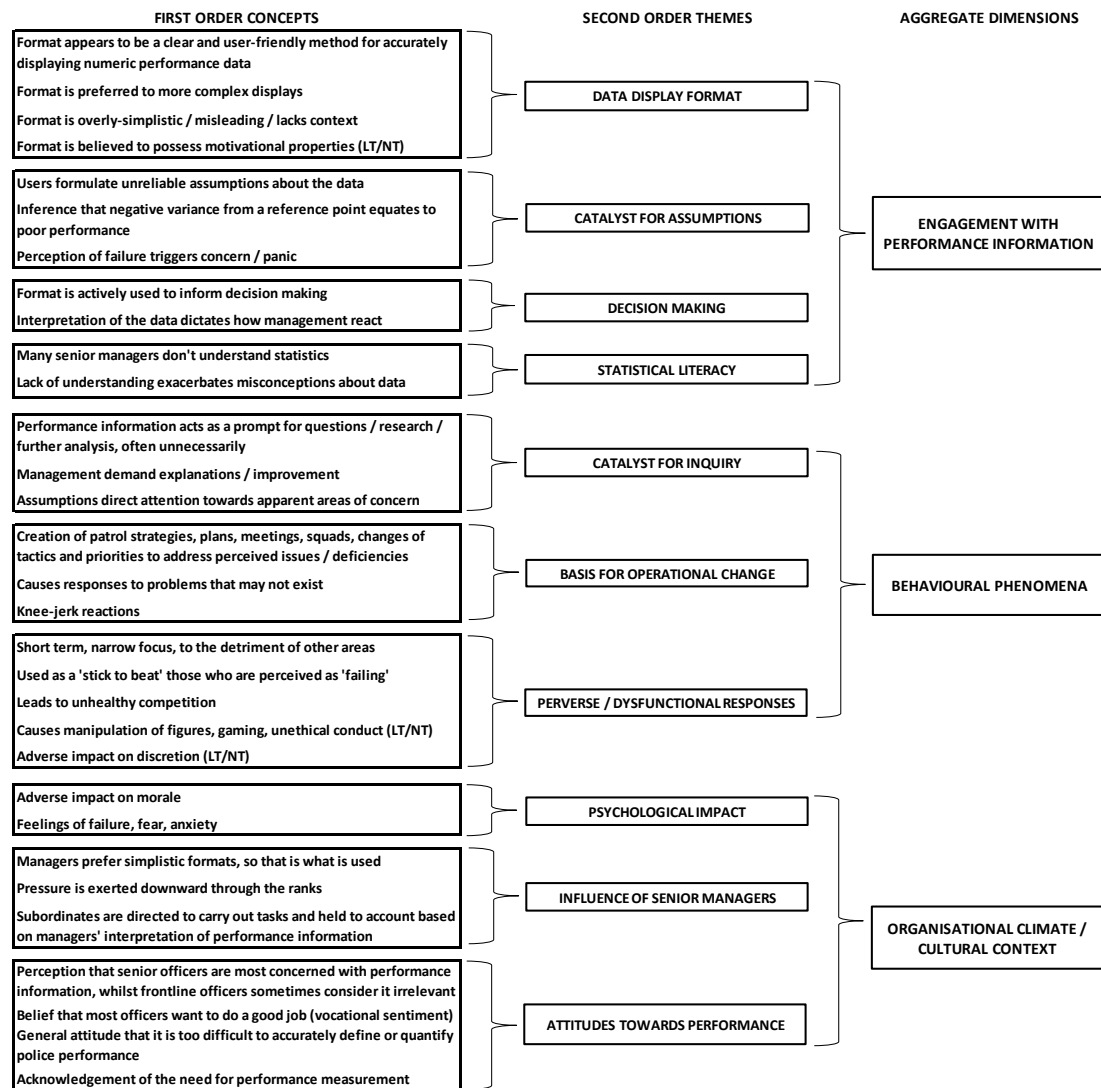 FIRST ORDER CONCEPTS
SECOND ORDER THEMES
AGGREGATE DIMENSIONS
Format appears to be a clear and user-friendly method for accurately
displaying numeric performance data
Format is preferred to more complex displays
Format is overly-simplistic / misleading / lacks context
Format is believed to possess motivational properties (LT/NT)
DATA DISPLAY FORMAT
Users formulate unreliable assumptions about the data
Inference that negative variance from a reference point equates to
poor performance
Perception of failure triggers concern / panic
CATALYST FOR ASSUMPTIONS
Format is actively used to inform decision making
Interpretation of the data dictates how management react
DECISION MAKING
Many senior managers don't understand statistics
Lack of understanding exacerbates misconceptions about data
STATISTICAL LITERACY
ENGAGEMENT WITH
PERFORMANCE INFORMATION
Performance information acts as a prompt for questions / research /
further analysis, often unnecessarily
Management demand explanations / improvement
Assumptions direct attention towards apparent areas of concern
CATALYST FOR INQUIRY
Creation of patrol strategies, plans, meetings, squads, changes of
tactics and priorities to address perceived issues / deficiencies
Causes responses to problems that may not exist
Knee-jerk reactions
BASIS FOR OPERATIONAL CHANGE
Short term, narrow focus, to the detriment of other areas
Used as a 'stick to beat' those who are perceived as 'failing'
Leads to unhealthy competition
Causes manipulation of figures, gaming, unethical conduct (LT/NT)
Adverse impact on discretion (LT/NT)
PERVERSE / DYSFUNCTIONAL RESPONSES
BEHAVIOURAL PHENOMENA
Adverse impact on morale
Feelings of failure, fear, anxiety
PSYCHOLOGICAL IMPACT
Managers prefer simplistic formats, so that is what is used
Pressure is exerted downward through the ranks
Subordinates are directed to carry out tasks and held to account based
on managers' interpretation of performance information
INFLUENCE OF SENIOR MANAGERS
Perception that senior officers are most concerned with performance
information, whilst frontline officers sometimes consider it irrelevant
Belief that most officers want to do a good job (vocational sentiment)
General attitude that it is too difficult to accurately define or quantify
police performance
Acknowledgement of the need for performance measurement
ATTITUDES TOWARDS PERFORMANCE
ORGANISATIONAL CLIMATE /
CULTURAL CONTEXT